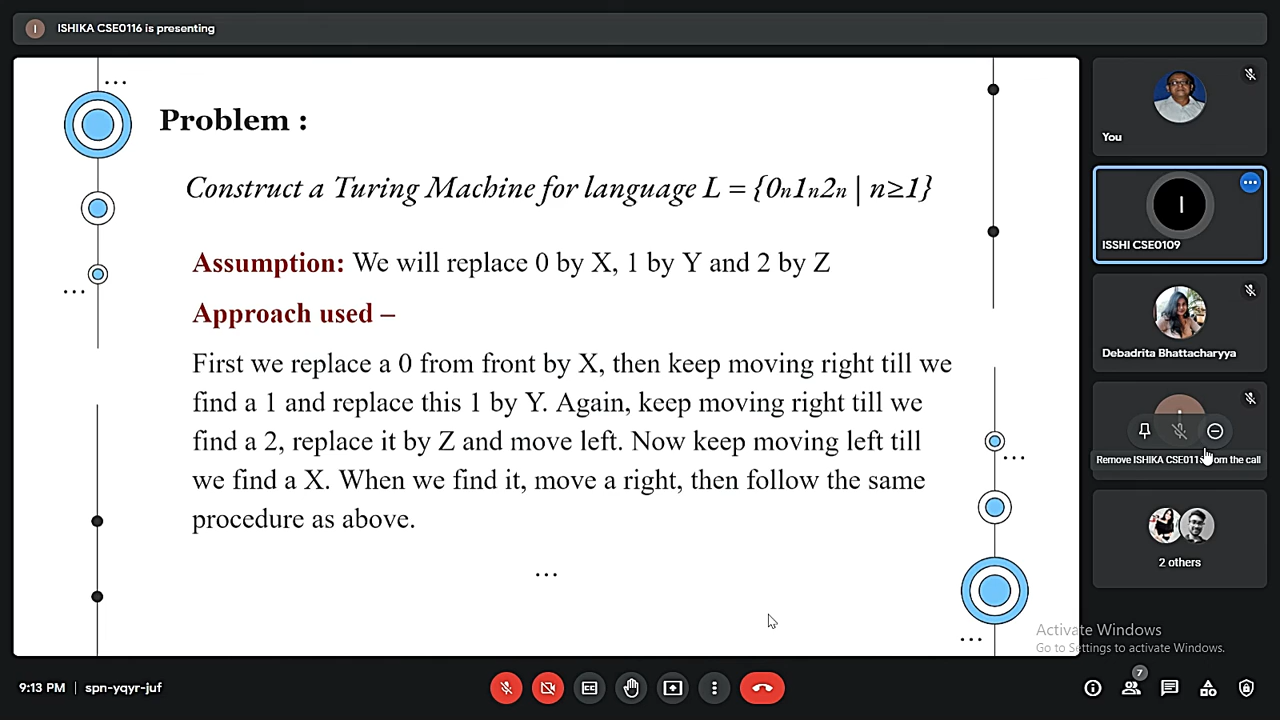 I ISHIKA CSE0116 is presenting
Problem :
Construct a Turing Machine for language L = {0n1n2n | n≥1}
Assumption: We will replace 0 by X, 1 by Y and 2 by Z
Approach used –
First we replace a 0 from front by X, then keep moving right till we
find a 1 and replace this 1 by Y. Again, keep moving right till we
find a 2, replace it by Z and move left. Now keep moving left till
we find a X. When we find it, move a right, then follow the same
procedure as above.
...
You
I
ISSHI CSE0109
Debadrita Bhattacharyya
Remove ISHIKA CSE011 om the call
2 others
Activate Windows
Go to Settings to activate Windows.
9:13 PM | spn-yqyr-juf
7